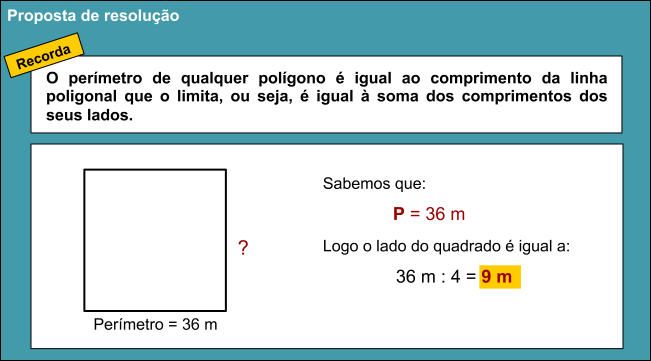 Proposta de resolução
Recorda
O perímetro de qualquer polígono é igual ao comprimento da linha
poligonal que o limita, ou seja, é igual à soma dos comprimentos dos
seus lados.
Sabemos que:
P = 36 m
?
Logo o lado do quadrado é igual a:
36 m : 4 = 9 m
Perímetro = 36 m